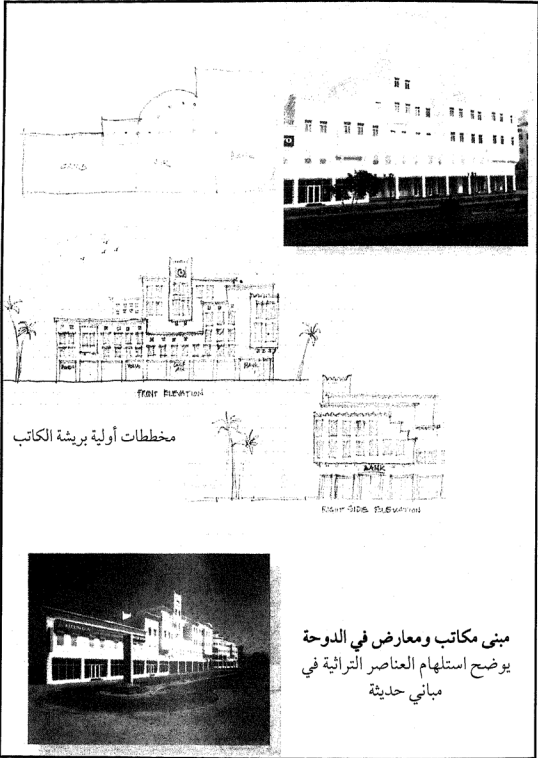 BANK
FRONT ELEVATION
مخططات أولية بريشة الكاتب
BANK
RIGHT SIDE ELEVATION
مبنى مكاتب ومعارض في الدوحة
يوضح استلهام العناصر التراثية في
مباني حديثة